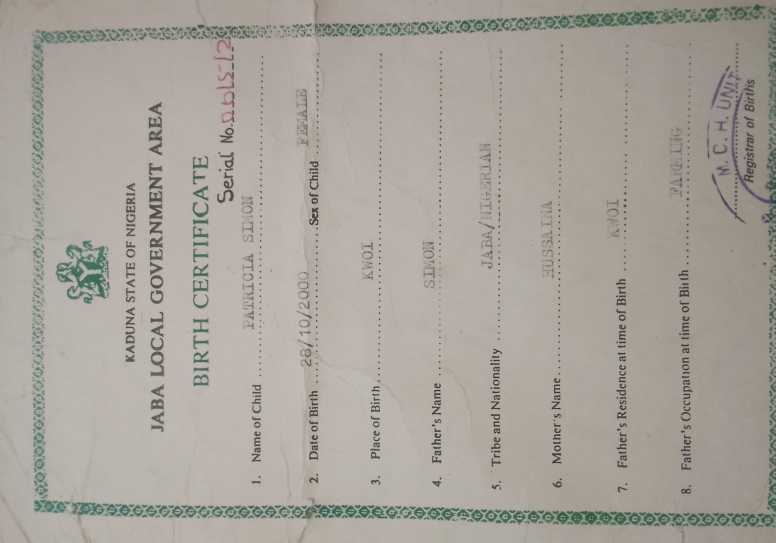 KADUNA STATE OF NIGERIA
JABA LOCAL GOVERNMENT AREA
BIRTH CERTIFICATE
Serial No.
1. Name of Child PATRICIA SIMON
2. Date of Birth 28/10/2000 Sex of Child FEMALE
3. Place of Birth KWOI
4. Father's Name SIMON
5. Tribe and Nationality JABA/NIGERIAN
6. Mother's Name HUSSAINA
7. Father's Residence at time of Birth KWOI
8. Father's Occupation at time of Birth FARMING
M. C. H. UNIT
Registrar of Births